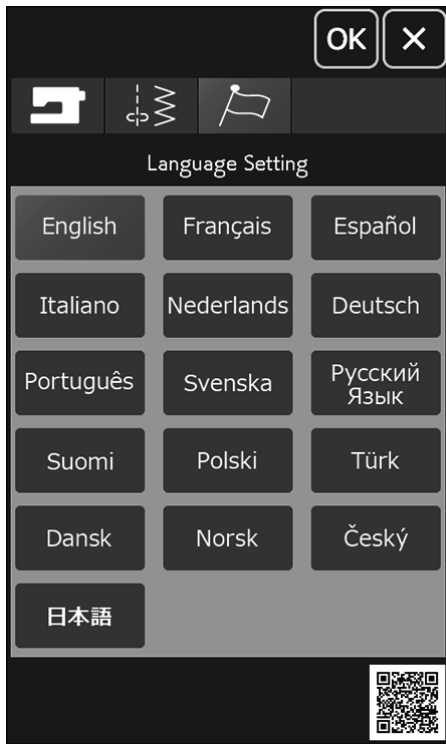 OK
Language Setting
English
Français
Español
Italiano
Nederlands
Deutsch
Português
Svenska
Русский
Язык
Suomi
Polski
Türk
Dansk
Norsk
Český
日本語